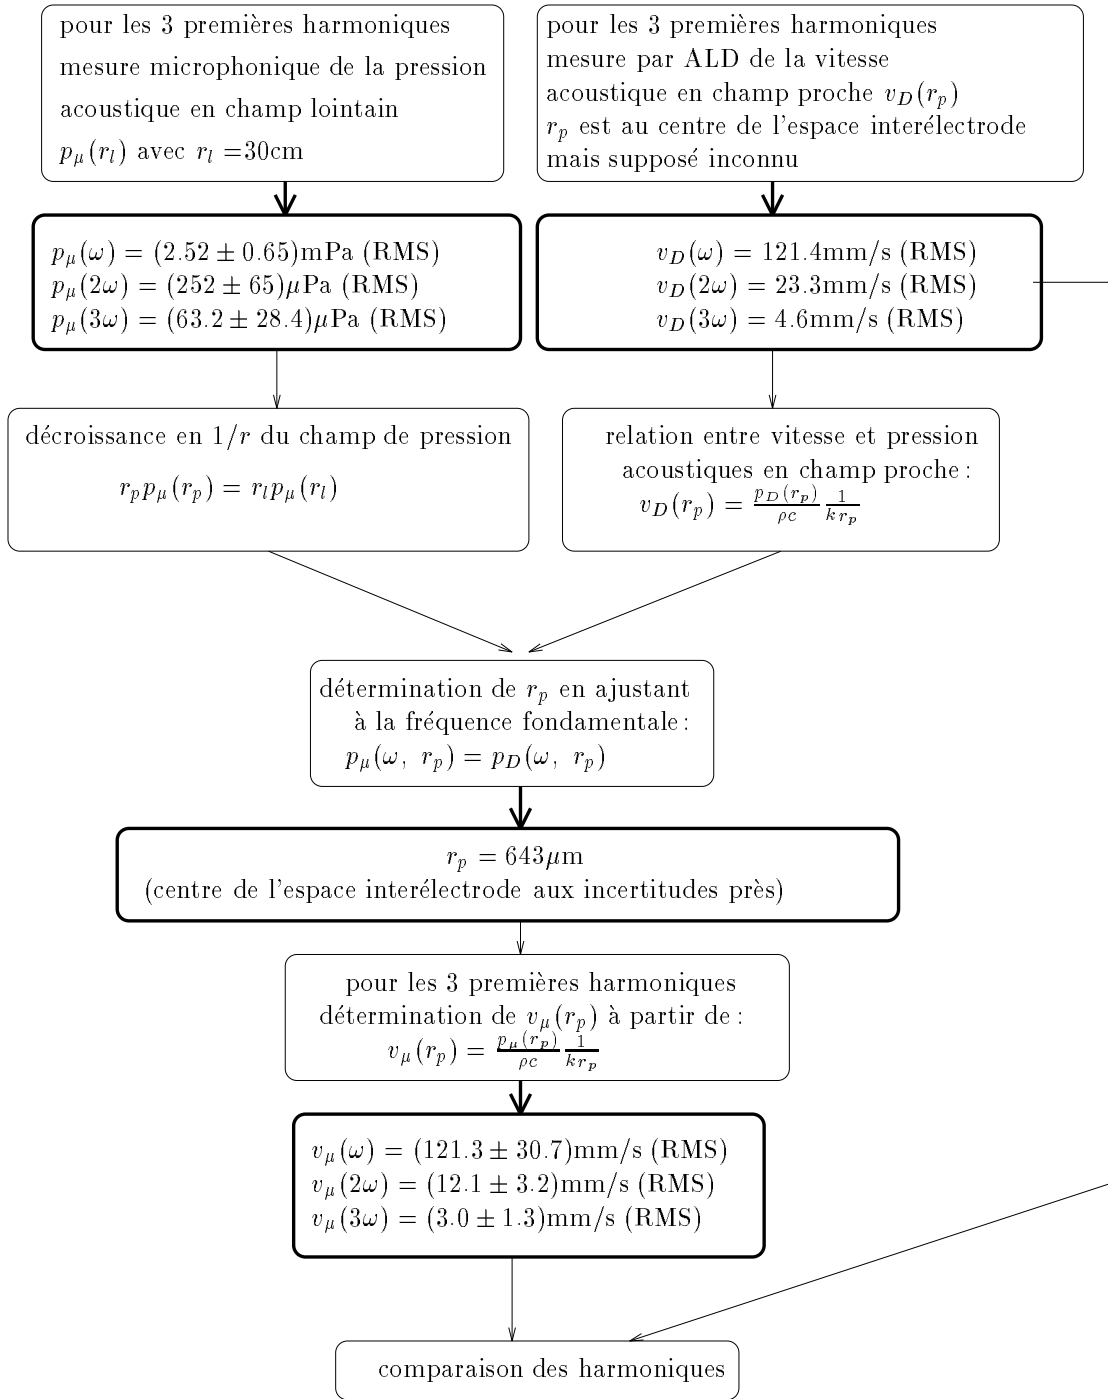 pour les 3 premières harmoniques
mesure microphonique de la pression
acoustique en champ lointain
p_μ(r_l) avec r_l =30cm
pour les 3 premières harmoniques
mesure par ALD de la vitesse
acoustique en champ proche v_D(r_p)
r_p est au centre de l'espace interélectrode
mais supposé inconnu
p_μ(ω) = (2.52 ± 0.65)mPa (RMS)
p_μ(2ω) = (252 ± 65)μPa (RMS)
p_μ(3ω) = (63.2 ± 28.4)μPa (RMS)
v_D(ω) = 121.4mm/s (RMS)
v_D(2ω) = 23.3mm/s (RMS)
v_D(3ω) = 4.6mm/s (RMS)
décroissance en 1/r du champ de pression
r_p p_μ(r_p) = r_l p_μ(r_l)
relation entre vitesse et pression
acoustiques en champ proche :
v_D(r_p) = \frac{p_D(r_p)}{ρc} \frac{1}{kr_p}
détermination de r_p en ajustant
à la fréquence fondamentale :
p_μ(ω, r_p) = p_D(ω, r_p)
r_p = 643μm
(centre de l'espace interélectrode aux incertitudes près)
pour les 3 premières harmoniques
détermination de v_μ(r_p) à partir de :
v_μ(r_p) = \frac{p_μ(r_p)}{ρc} \frac{1}{kr_p}
v_μ(ω) = (121.3 ± 30.7)mm/s (RMS)
v_μ(2ω) = (12.1 ± 3.2)mm/s (RMS)
v_μ(3ω) = (3.0 ± 1.3)mm/s (RMS)
comparaison des harmoniques